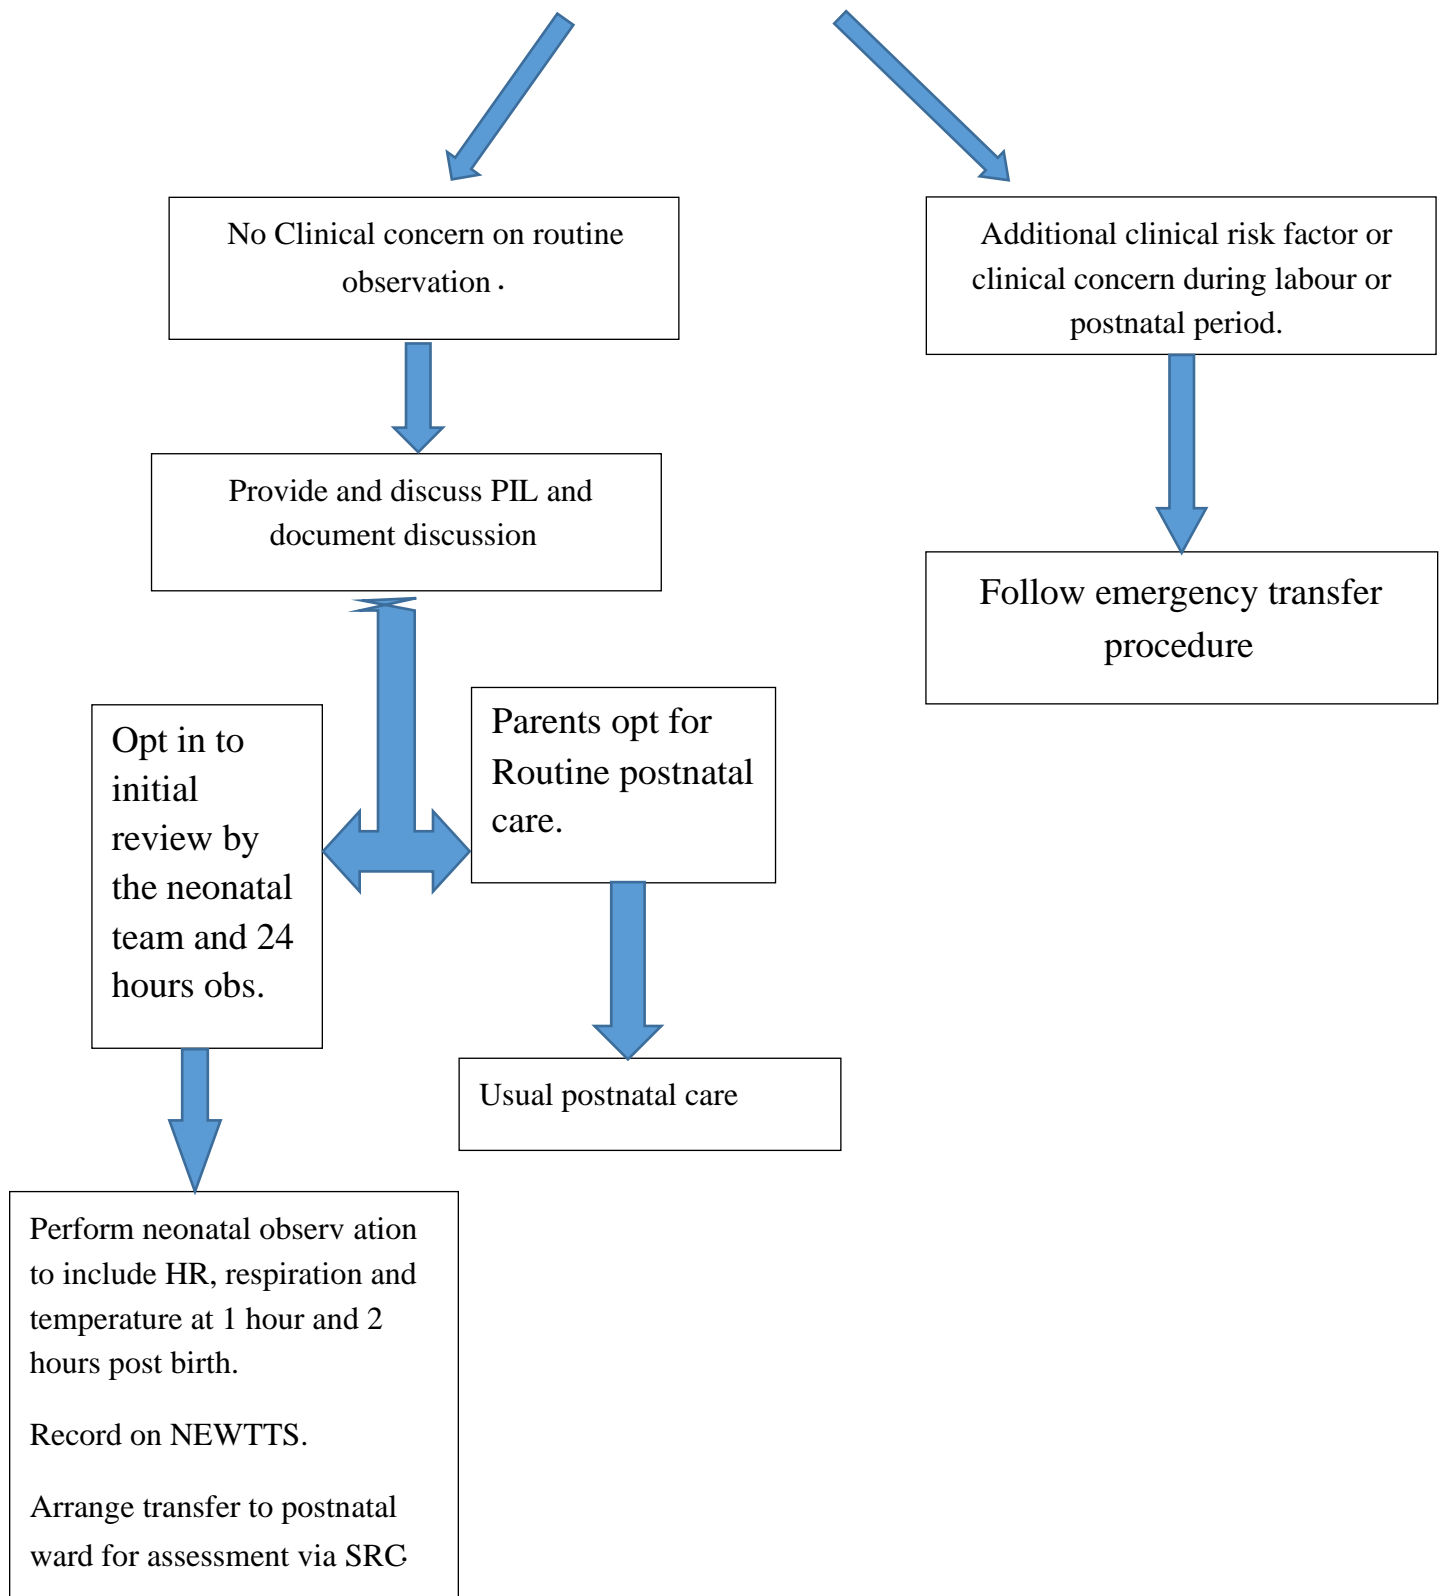 No Clinical concern on routine
observation.
Additional clinical risk factor or
clinical concern during labour or
postnatal period.
Provide and discuss PIL and
document discussion
Follow emergency transfer
procedure
Opt in to
initial
review by
the neonatal
team and 24
hours obs.
Parents opt for
Routine postnatal
care.
Usual postnatal care
Perform neonatal observ ation
to include HR, respiration and
temperature at 1 hour and 2
hours post birth.
Record on NEWTTS.
Arrange transfer to postnatal
ward for assessment via SRC.